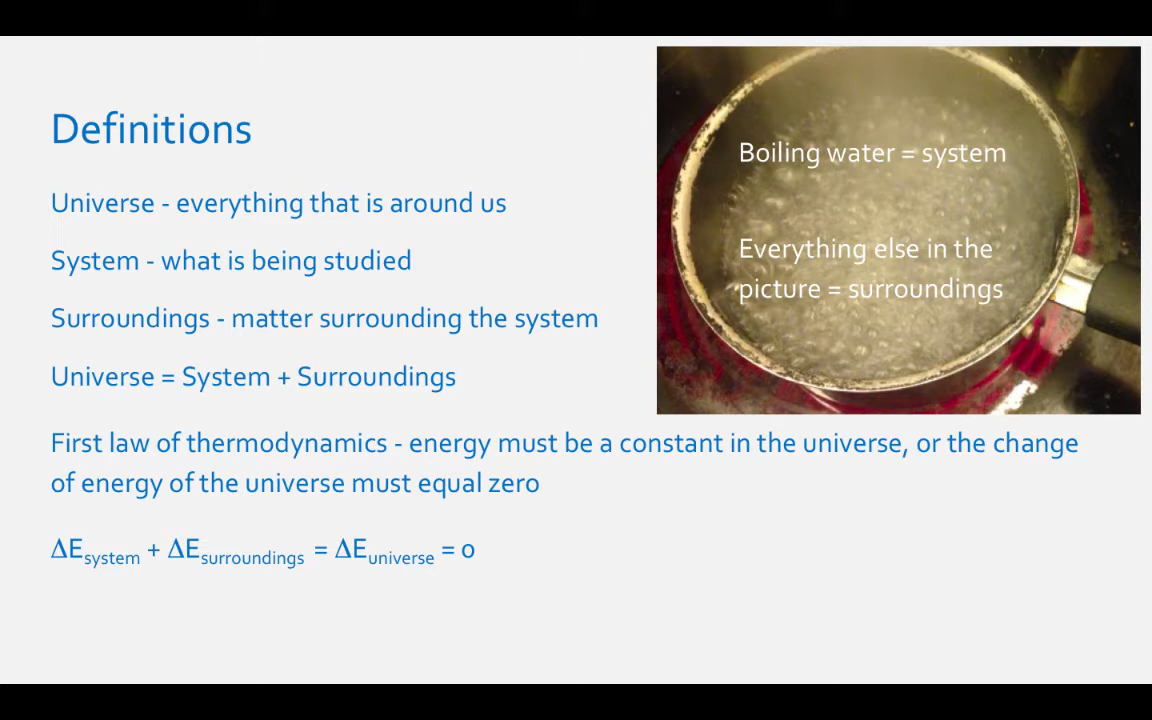 Definitions
Universe - everything that is around us
System - what is being studied
Surroundings - matter surrounding the system
Universe = System + Surroundings
Boiling water = system
Everything else in the
picture = surroundings
First law of thermodynamics - energy must be a constant in the universe, or the change
of energy of the universe must equal zero
ΔEsystem + ΔEsurroundings = ΔEuniverse = 0